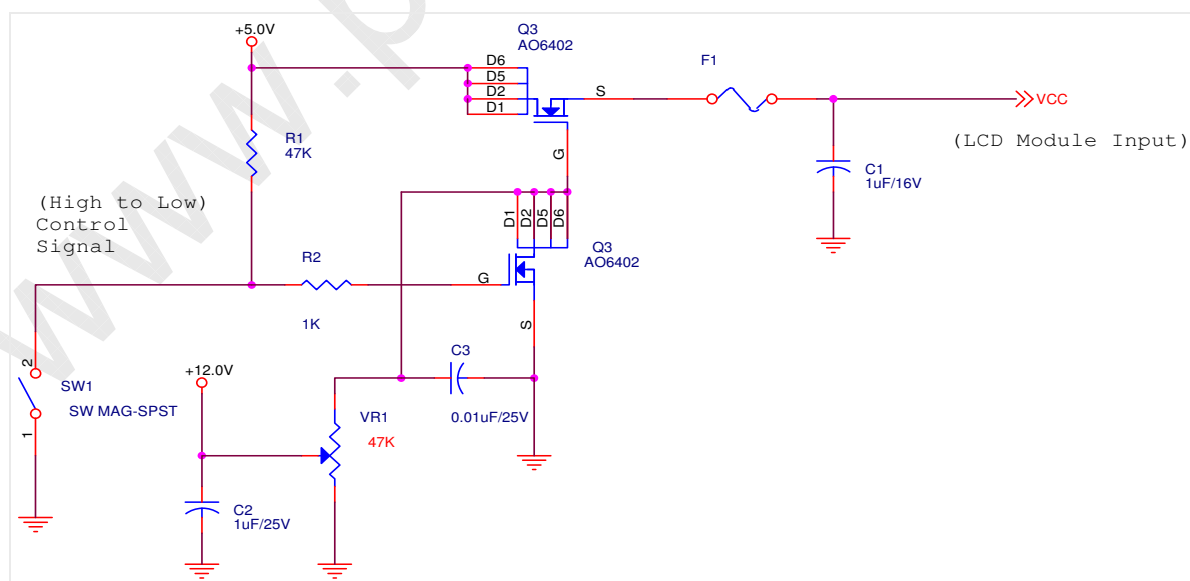 +5.0V
Q3
AO6402
D6
D5
D2
D1
S
G
F1
VCC
(LCD Module Input)
C1
1uF/16V
R1
47K
(High to Low)
Control
Signal
D1
D2
D5
D6
Q3
AO6402
R2
1K
G
S
2
SW1
SW MAG-SPST
1
+12.0V
C3
0.01uF/25V
VR1
47K
C2
1uF/25V
www.p